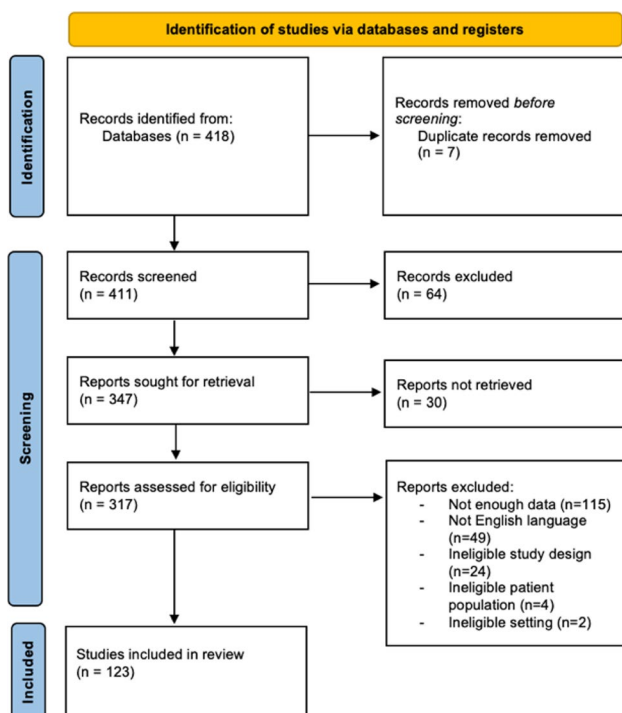 Identification of studies via databases and registers
Identification
Records identified from:
Databases (n = 418)
Records removed before
screening:
Duplicate records removed
(n = 7)
Screening
Records screened
(n = 411)
Records excluded
(n = 64)
Reports sought for retrieval
(n = 347)
Reports not retrieved
(n = 30)
Reports assessed for eligibility
(n = 317)
Reports excluded:
- Not enough data (n=115)
- Not English language
(n=49)
- Ineligible study design
(n=24)
- Ineligible patient
population (n=4)
- Ineligible setting (n=2)
Included
Studies included in review
(n = 123)